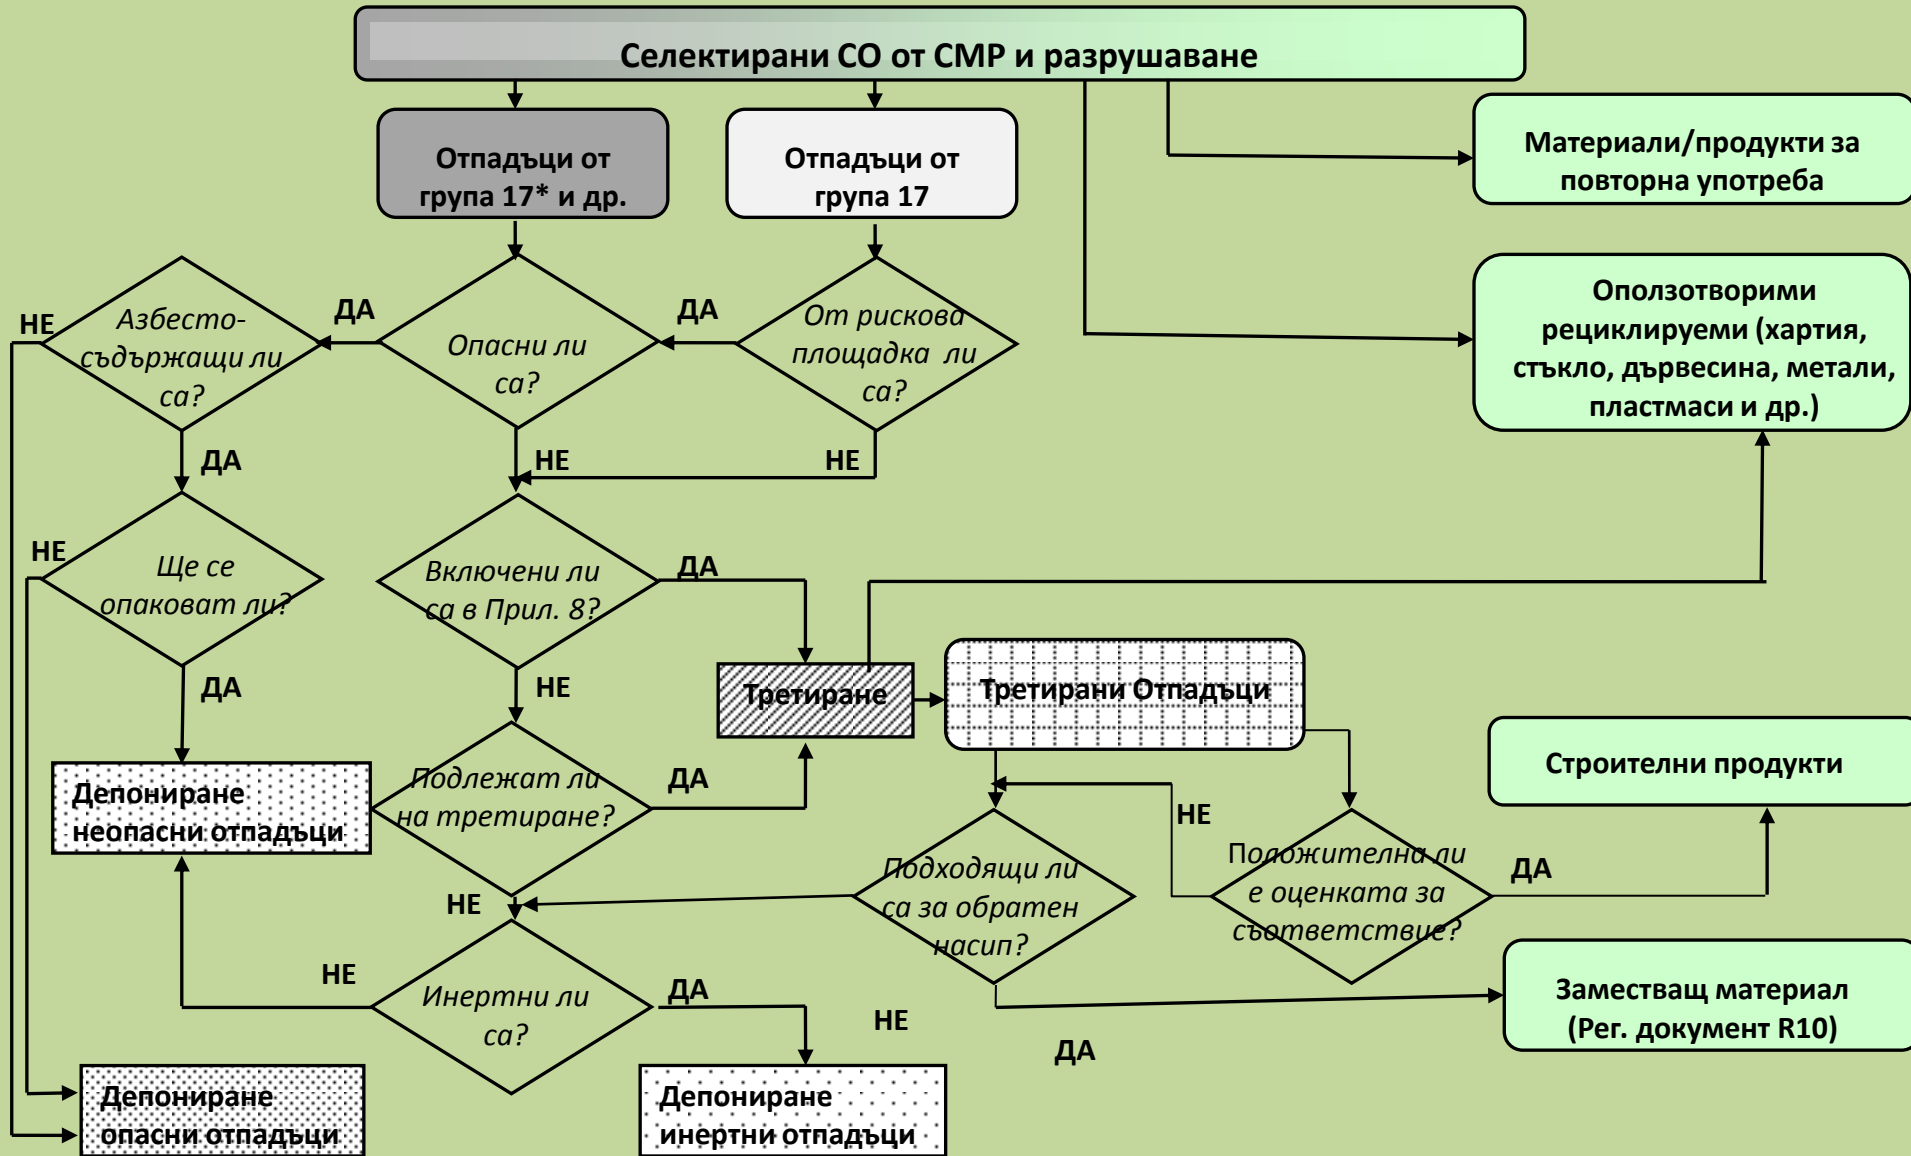 Селектирани СО от СМР и разрушаване
Отпадъци от
група 17* и др.
Отпадъци от
група 17
Материали/продукти за
повторна употреба
Оползотворими
рециклируеми (хартия,
стъкло, дървесина, метали,
пластмаси и др.)
НЕ
Азбесто-
съдържащи ли
са?
ДА
Опасни ли
са?
ДА
От рискова
площадка ли
са?
ДА
НЕ
НЕ
НЕ
Ще се
опаковат ли?
Включени ли
са в Прил. 8?
ДА
ДА
НЕ
Третиране
Третирани Отпадъци
Депониране
неопасни отпадъци
Подлежат ли
на третиране?
ДА
Строителни продукти
НЕ
Подходящи ли
са за обратен
насип?
Положителна ли
е оценката за
съответствие?
ДА
НЕ
НЕ
Инертни ли
са?
ДА
НЕ
ДА
Заместващ материал
(Рег. документ R10)
Депониране
опасни отпадъци
Депониране
инертни отпадъци